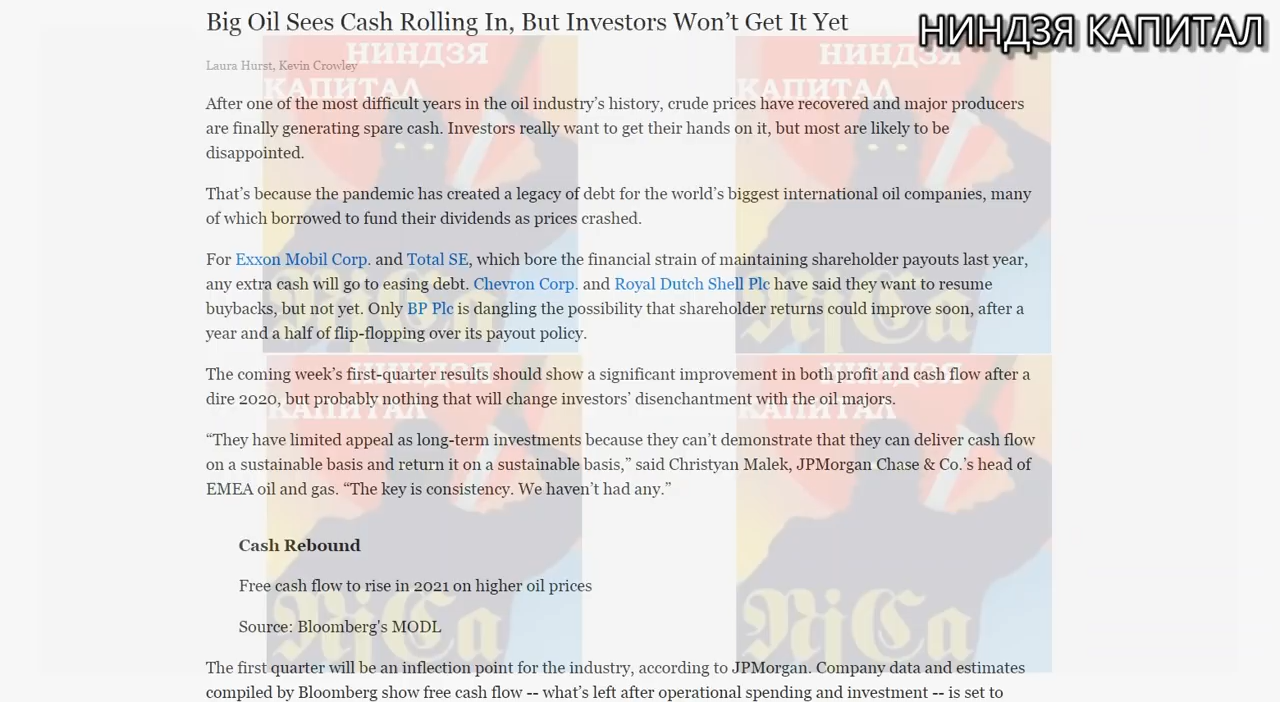 Big Oil Sees Cash Rolling In, But Investors Won’t Get It Yet
НИНДЗЯ КАПИТАЛ
Laura Hurst, Kevin Crowley
НИНДЗЯ
КАПИТАЛ
НИНДЗЯ
КАПИТАЛ
After one of the most difficult years in the oil industry’s history, crude prices have recovered and major producers
are finally generating spare cash. Investors really want to get their hands on it, but most are likely to be
disappointed.
That’s because the pandemic has created a legacy of debt for the world’s biggest international oil companies, many
of which borrowed to fund their dividends as prices crashed.
For Exxon Mobil Corp. and Total SE, which bore the financial strain of maintaining shareholder payouts last year,
any extra cash will go to easing debt. Chevron Corp. and Royal Dutch Shell Plc have said they want to resume
buybacks, but not yet. Only BP Plc is dangling the possibility that shareholder returns could improve soon, after a
year and a half of flip-flopping over its payout policy.
NjCa
NjCa
НИНДЗЯ
КАПИТАЛ
НИНДЗЯ
КАПИТАЛ
The coming week’s first-quarter results should show a significant improvement in both profit and cash flow after a
dire 2020, but probably nothing that will change investors’ disenchantment with the oil majors.
“They have limited appeal as long-term investments because they can’t demonstrate that they can deliver cash flow
on a sustainable basis and return it on a sustainable basis,” said Christyan Malek, JPMorgan Chase & Co.’s head of
EMEA oil and gas. “The key is consistency. We haven’t had any.”
Cash Rebound
Free cash flow to rise in 2021 on higher oil prices
Source: Bloomberg's MODL
NjCa
NjCa
The first quarter will be an inflection point for the industry, according to JPMorgan. Company data and estimates
compiled by Bloomberg show free cash flow -- what’s left after operational spending and investment -- is set to